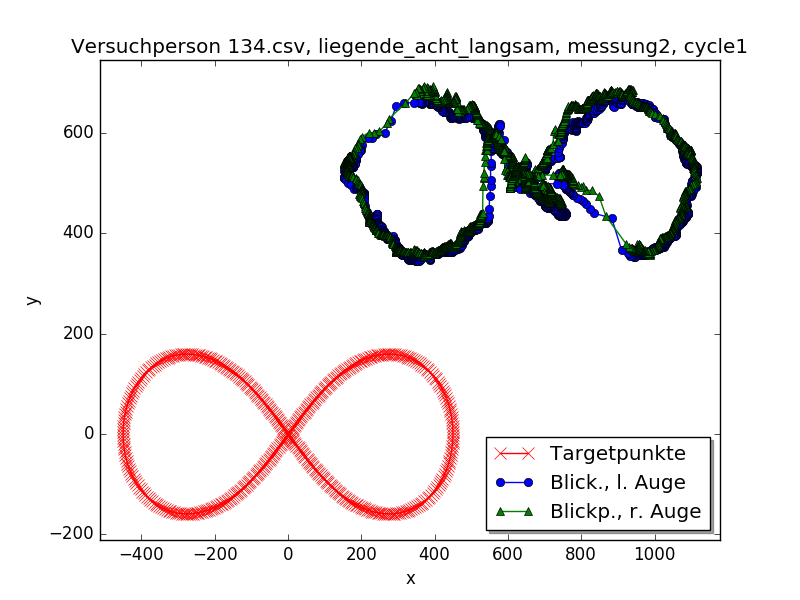 Versuchperson 134.csv, liegende_acht_langsam, messung2, cycle1
600
400
y
200
0
−200
−400
−200
0
200
400
600
800
1000
x
Targetpunkte
Blick., l. Auge
Blickp., r. Auge